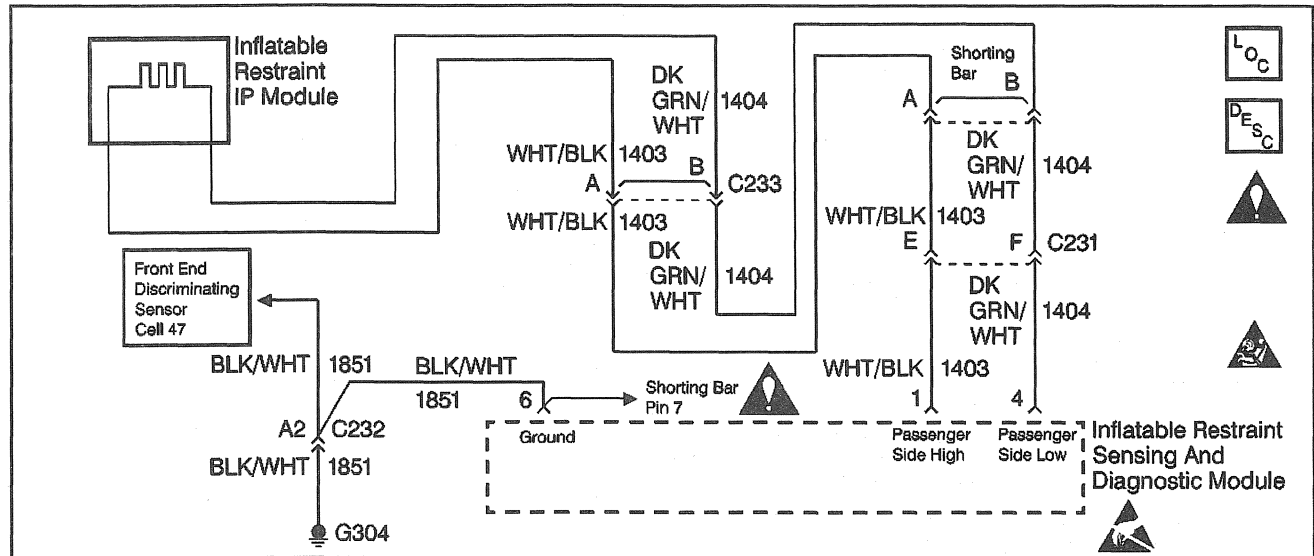 Inflatable
Restraint
IP Module
DK
GRN/
WHT
1404
WHT/BLK 1403
A
B
C233
WHT/BLK 1403
DK
GRN/
WHT
1404
Shorting
Bar
A
B
DK
GRN/
WHT
1404
WHT/BLK 1403
E
F
C231
DK
GRN/
WHT
1404
WHT/BLK 1403
1
4
LOC
DESC
!
Front End
Discriminating
Sensor
Cell 47
BLK/WHT 1851
BLK/WHT
1851
6
Shorting Bar
Pin 7
!
A2
C232
BLK/WHT 1851
G304
Ground
Passenger
Side High
Passenger
Side Low
Inflatable Restraint
Sensing And
Diagnostic Module